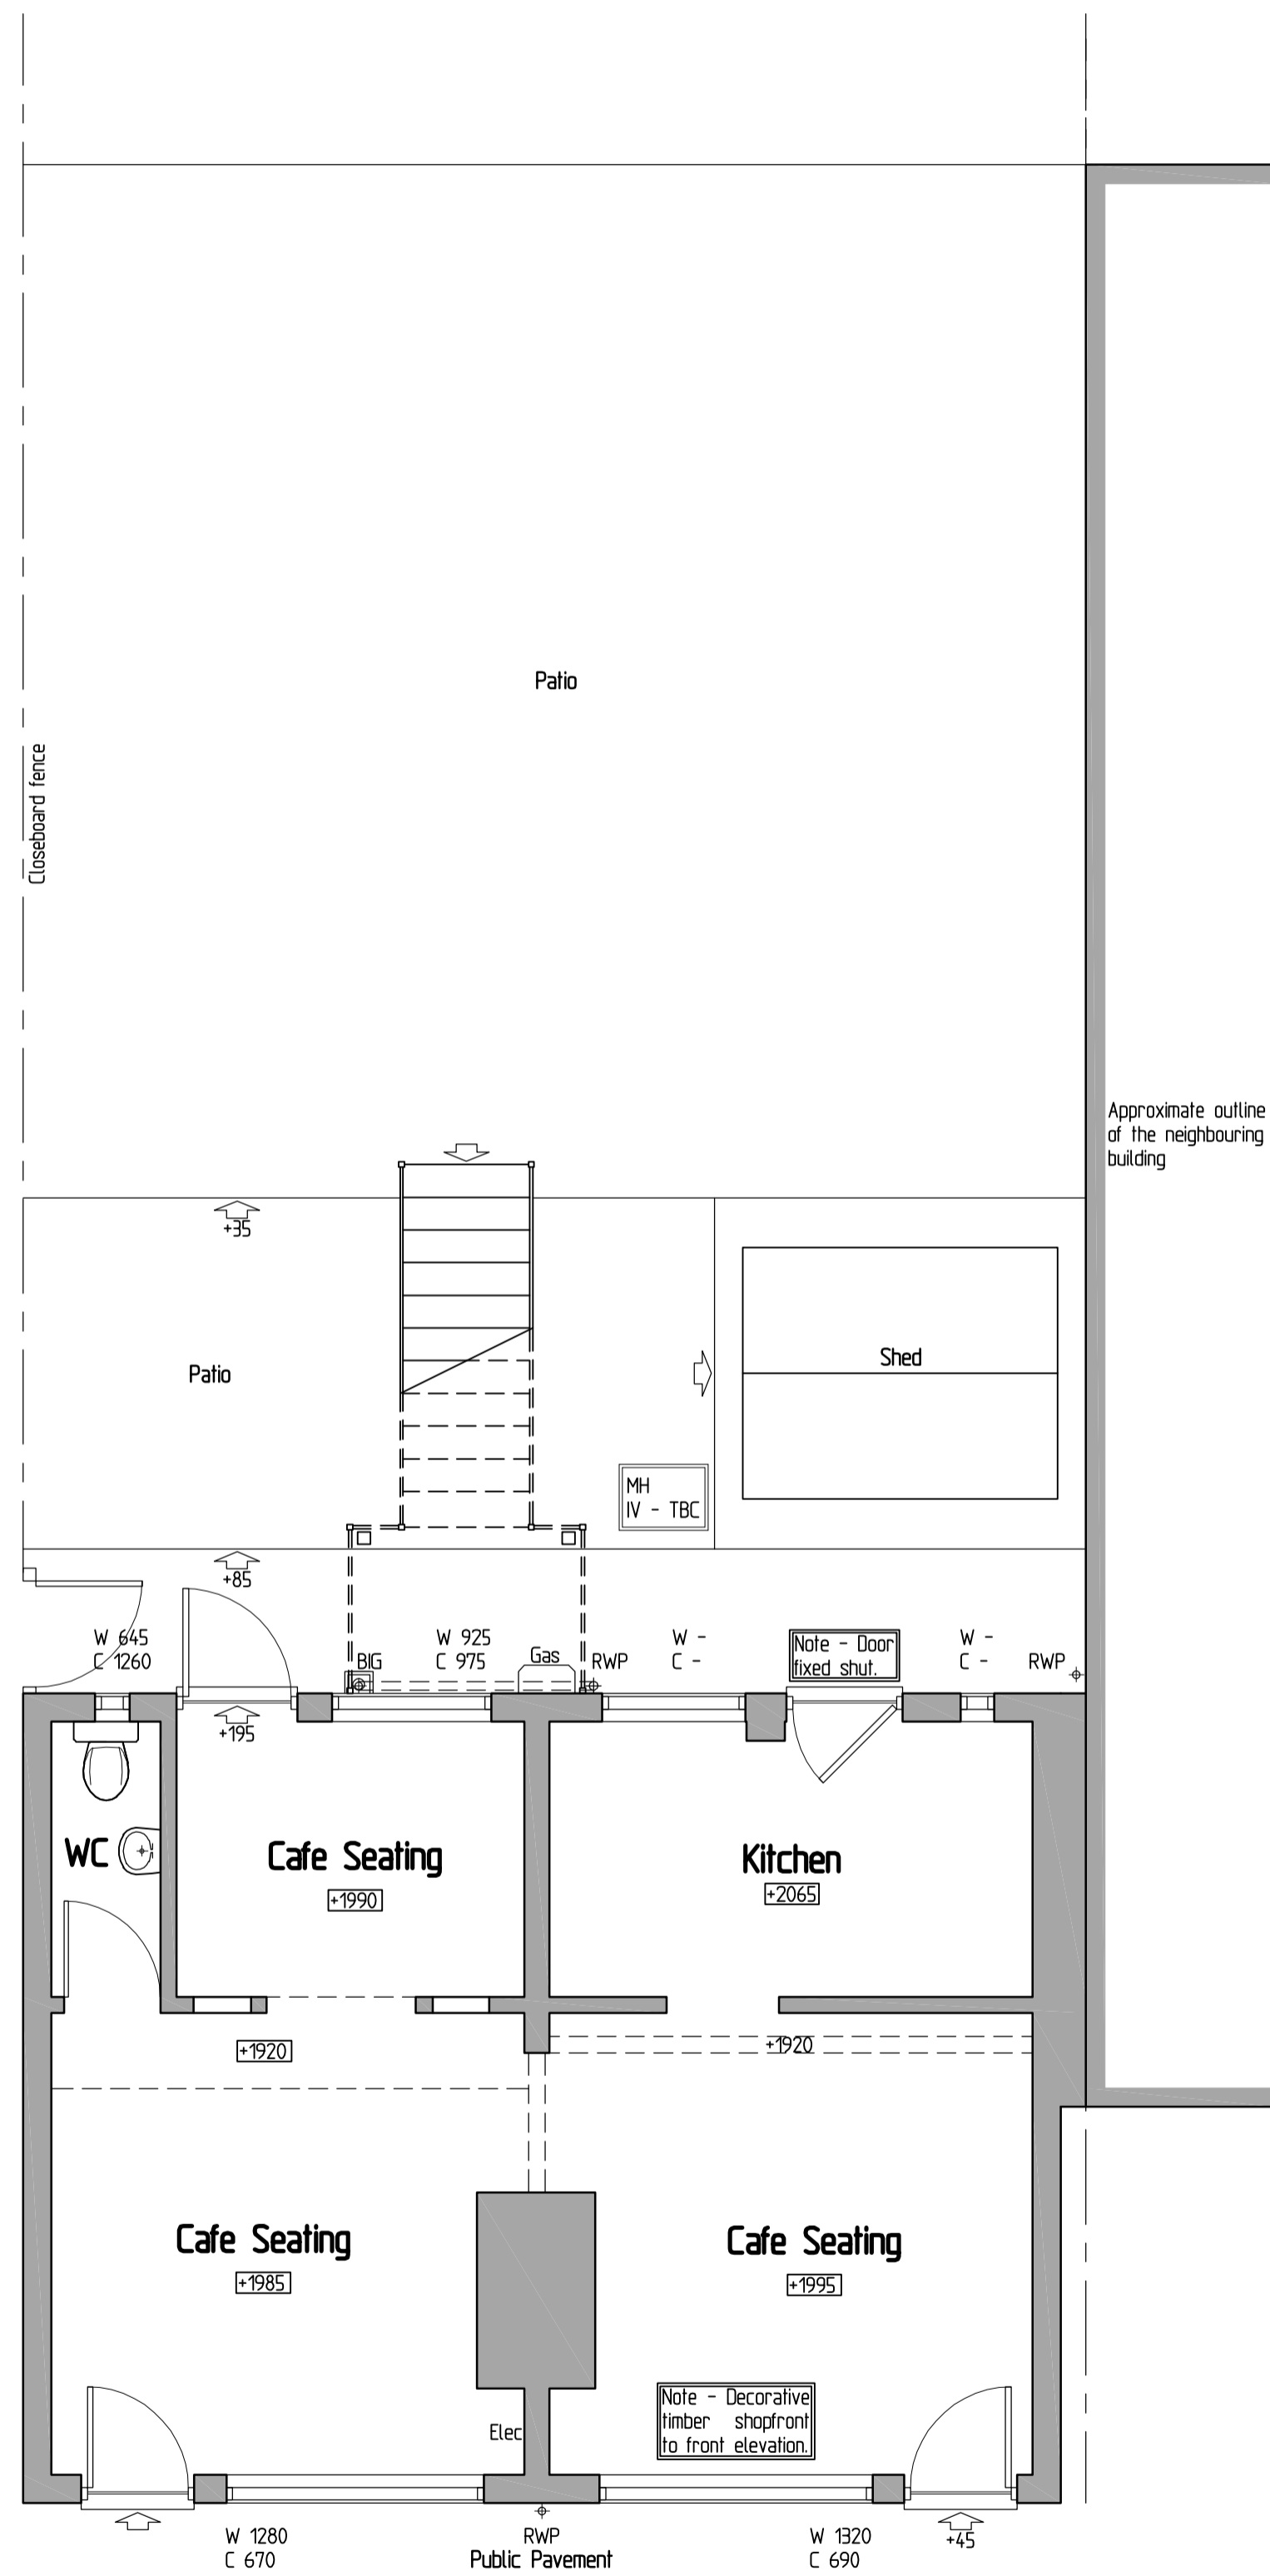 Patio
Closeboard fence
Approximate outline
of the neighbouring
building
+35
Patio
Shed
MH
IV - TBC
+85
W 645
C 1260
BIG
W 925
C 975
Gas
RWP
W -
C -
Note - Door
fixed shut.
W -
C -
RWP
+195
WC
Cafe Seating
+1990
Kitchen
+2065
+1920
+1920
Cafe Seating
+1985
Cafe Seating
+1995
Note - Decorative
timber shopfront
to front elevation.
Elec
W 1280
C 670
RWP
Public Pavement
W 1320
C 690
+45